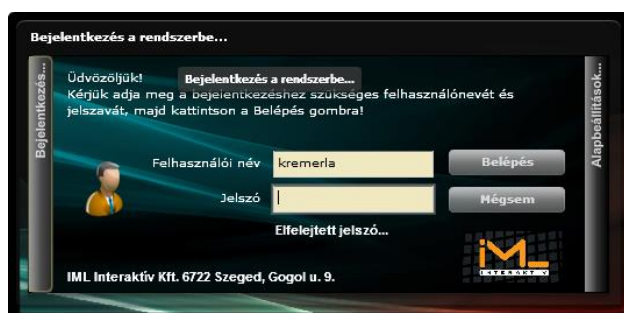 Bejelentkezés a rendszerbe...
Bejelentkezés...
Üdvözöljük!
Bejelentkezés a rendszerbe...
Kérjük adja meg a bejelentkezéshez szükséges felhasználónevét és
jelszavát, majd kattintson a Belépés gombra!
Alapbeállítások...
Felhasználói név
kremerla
Belépés
Jelszó
Mégsem
Elfelejtett jelszó...
iML
INTERAKTIV
IML Interaktív Kft. 6722 Szeged, Gogol u. 9.